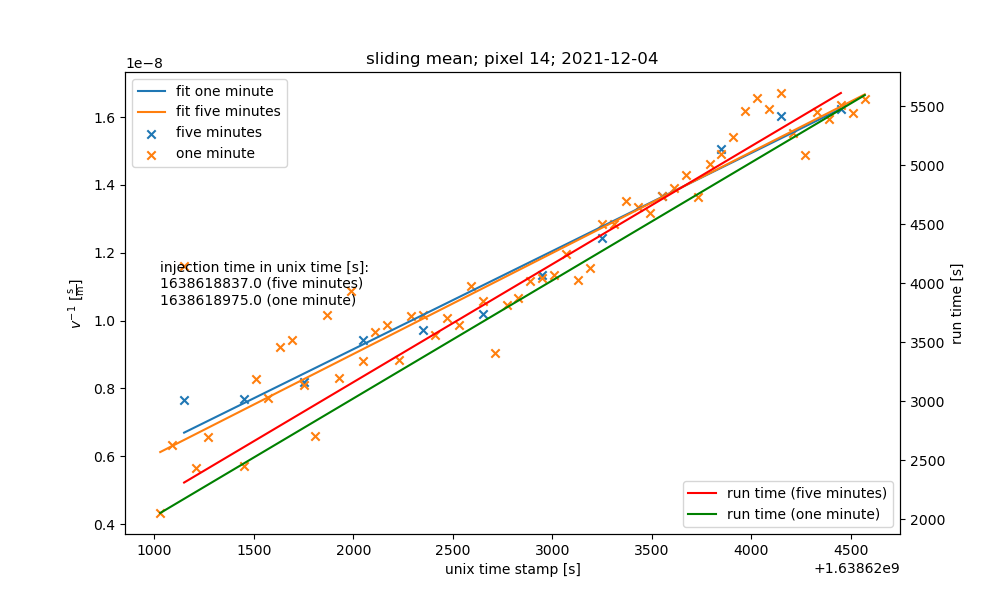 sliding mean; pixel 14; 2021-12-04
1e−8
fit one minute
fit five minutes
five minutes
one minute
injection time in unix time [s]:
1638618837.0 (five minutes)
1638618975.0 (one minute)
run time (five minutes)
run time (one minute)
1.6
1.4
1.2
1.0
0.8
0.6
0.4
v⁻¹ [s/m]
5500
5000
4500
4000
3500
3000
2500
2000
run time [s]
1000 1500 2000 2500 3000 3500 4000 4500
unix time stamp [s]
+1.63862e9